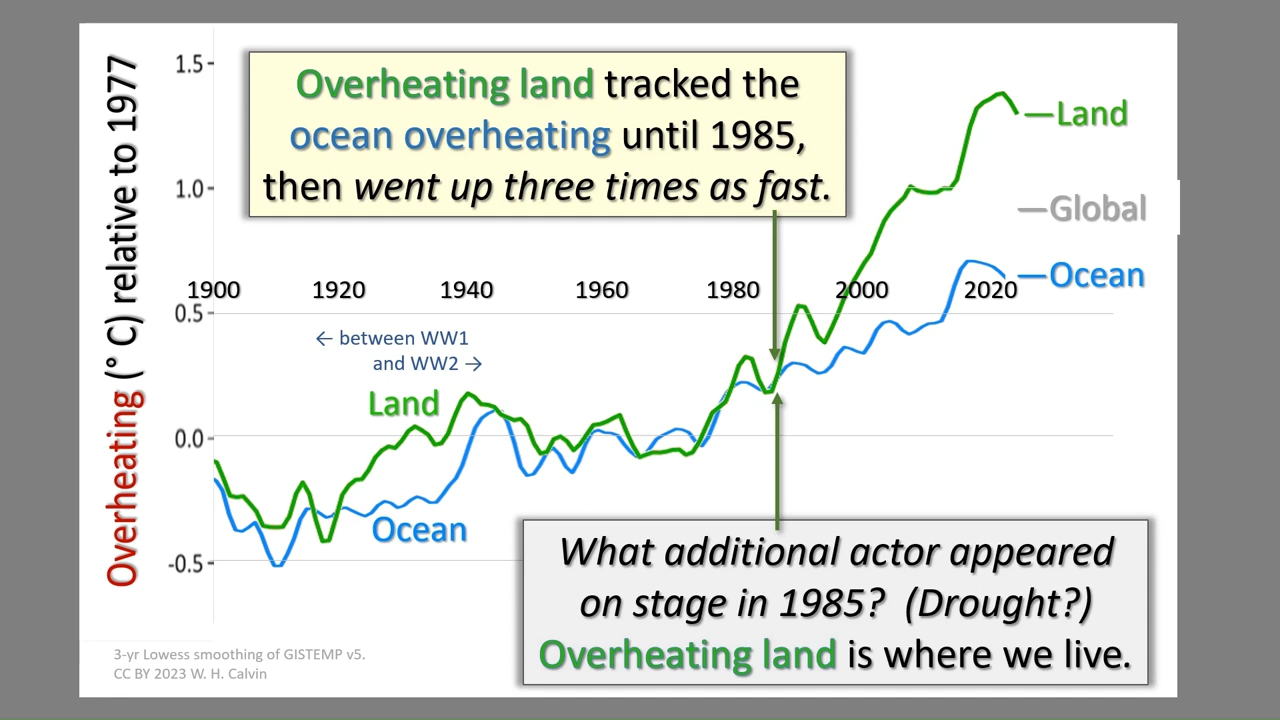 Overheating (° C) relative to 1977
1.5
1.0
0.5
0.0
-0.5
Overheating land tracked the
ocean overheating until 1985,
then went up three times as fast.
—Land
—Global
—Ocean
1900 1920 1940 1960 1980 2000 2020
← between WW1
and WW2 →
Land
Ocean
What additional actor appeared
on stage in 1985? (Drought?)
Overheating land is where we live.
3-yr Lowess smoothing of GISTEMP v5.
CC BY 2023 W. H. Calvin